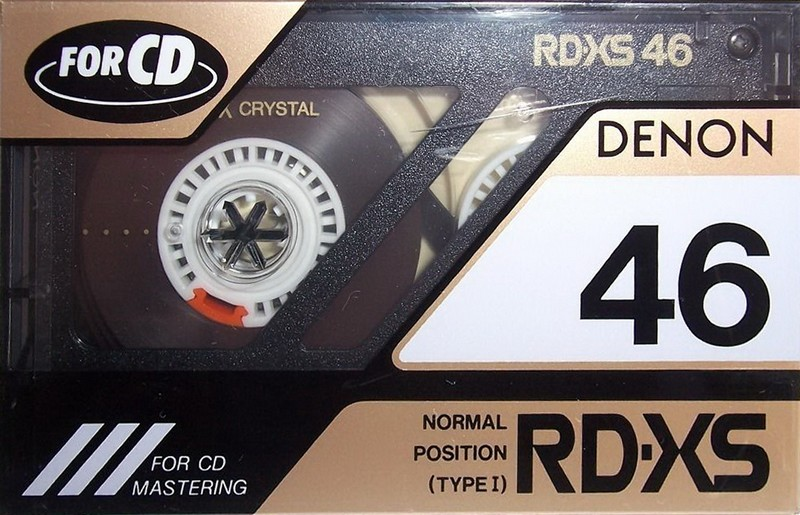 FOR CD
RD·XS 46
CRYSTAL
DENON
46
FOR CD
MASTERING
NORMAL
POSITION
(TYPE I)
RD·XS